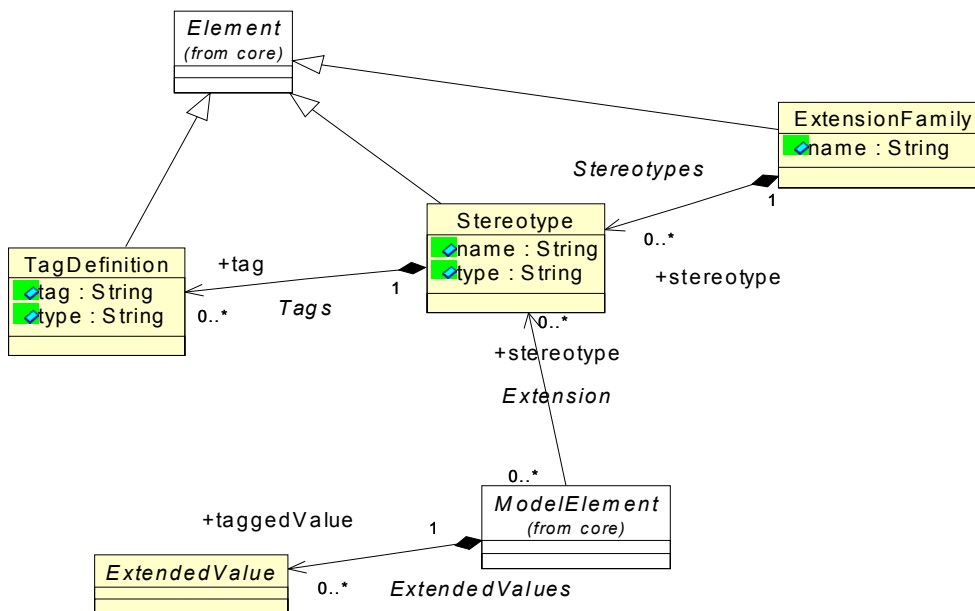 Element
(from core)
ExtensionFamily
name : String
Stereotypes
1
0..*
+stereotype
Stereotype
name : String
type : String
TagDefinition
tag : String
type : String
+tag
1
0..*
Tags
0..*
+stereotype
Extension
0..*
ModelElement
(from core)
+taggedValue
1
ExtendedValue
0..*
ExtendedValues